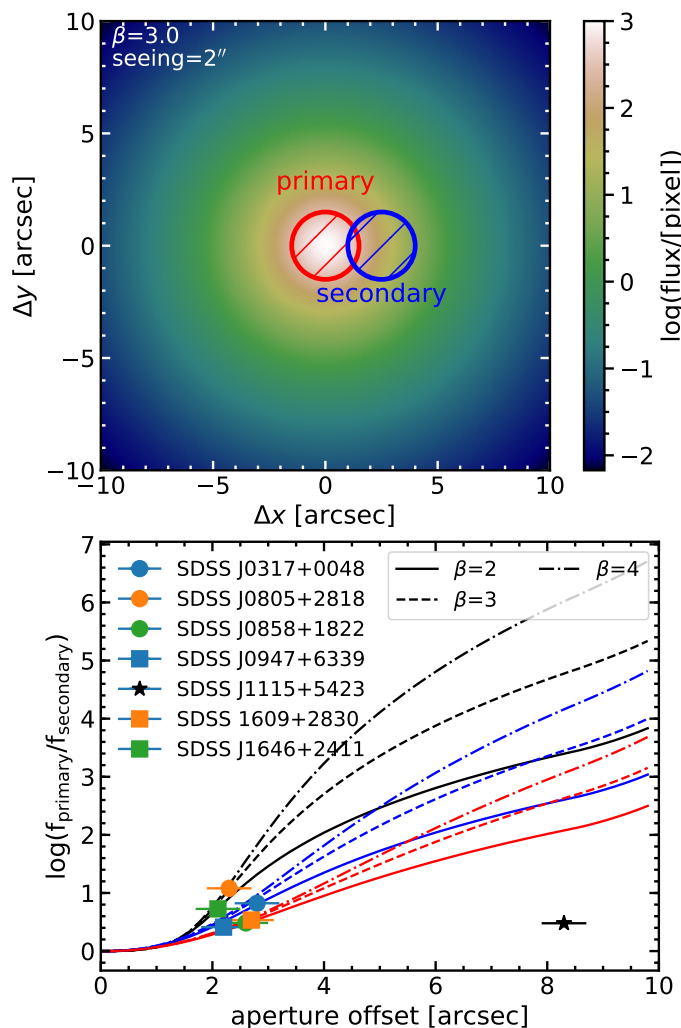 β=3.0
seeing=2″
primary
secondary
10
5
0
−5
−10
−10
−5
0
5
10
Δy [arcsec]
Δx [arcsec]
3
2
1
0
−1
−2
log(flux/[pixel])
7
6
5
4
3
2
1
0
log(f_primary/f_secondary)
SDSS J0317+0048
SDSS J0805+2818
SDSS J0858+1822
SDSS J0947+6339
SDSS J1115+5423
SDSS 1609+2830
SDSS J1646+2411
β=2
β=3
β=4
0
2
4
6
8
10
aperture offset [arcsec]